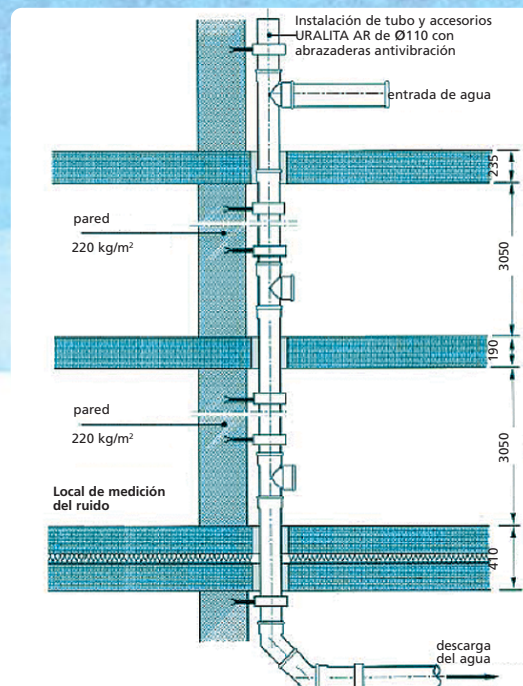 Instalación de tubo y accesorios
URALITA AR de Ø110 con
abrazaderas antivibración
entrada de agua
235
pared
220 kg/m²
3050
190
pared
220 kg/m²
3050
Local de medición
del ruido
410
descarga
del agua